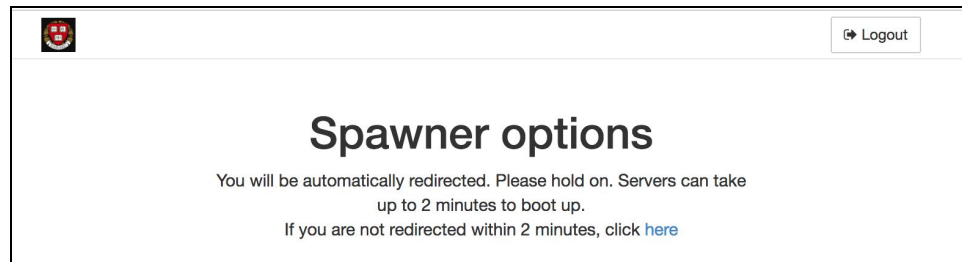 Logout
Spawner options
You will be automatically redirected. Please hold on. Servers can take
up to 2 minutes to boot up.
If you are not redirected within 2 minutes, click here